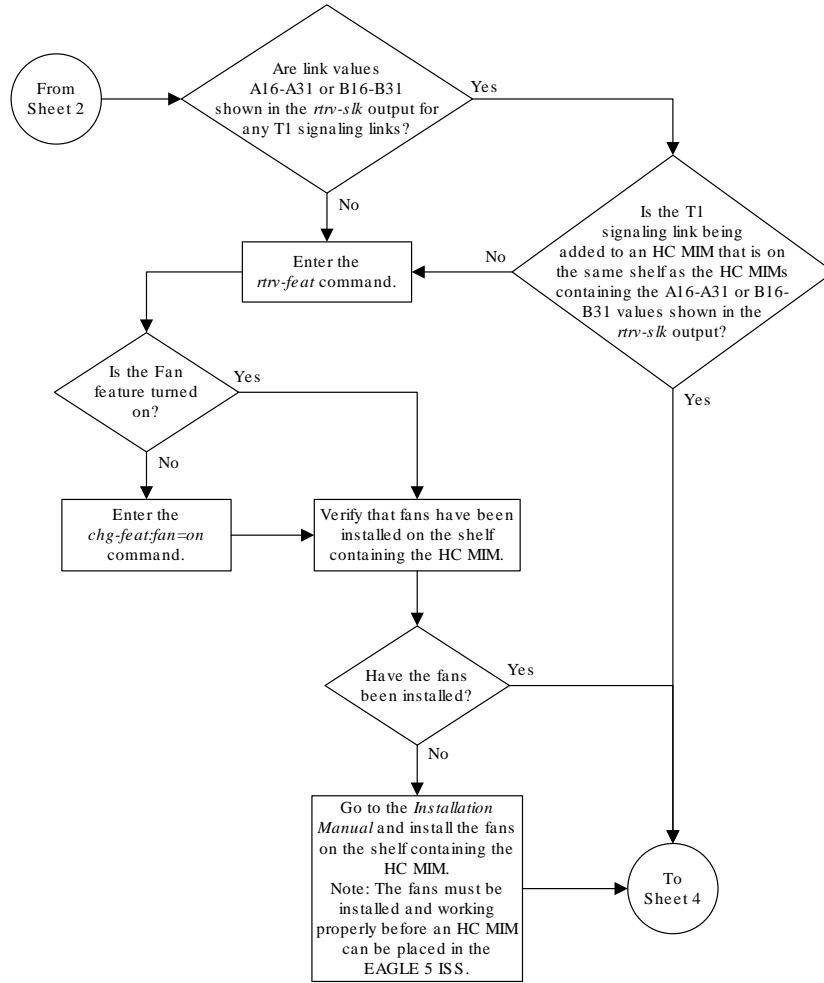 From
Sheet 2
Are link values
A16-A31 or B16-B31
shown in the rtrv-slk output for
any T1 signaling links?
Yes
No
Is the T1
signaling link being
added to an HC MIM that is on
the same shelf as the HC MIMs
containing the A16-A31 or B16-
B31 values shown in the
rtrv-slk output?
No
Yes
Enter the
rtrv-feat command.
Is the Fan
feature turned
on?
Yes
No
Enter the
chg-feat:fan=on
command.
Verify that fans have been
installed on the shelf
containing the HC MIM.
Have the fans
been installed?
Yes
No
Go to the Installation
Manual and install the fans
on the shelf containing the
HC MIM.
Note: The fans must be
installed and working
properly before an HC MIM
can be placed in the
EAGLE 5 ISS.
To
Sheet 4